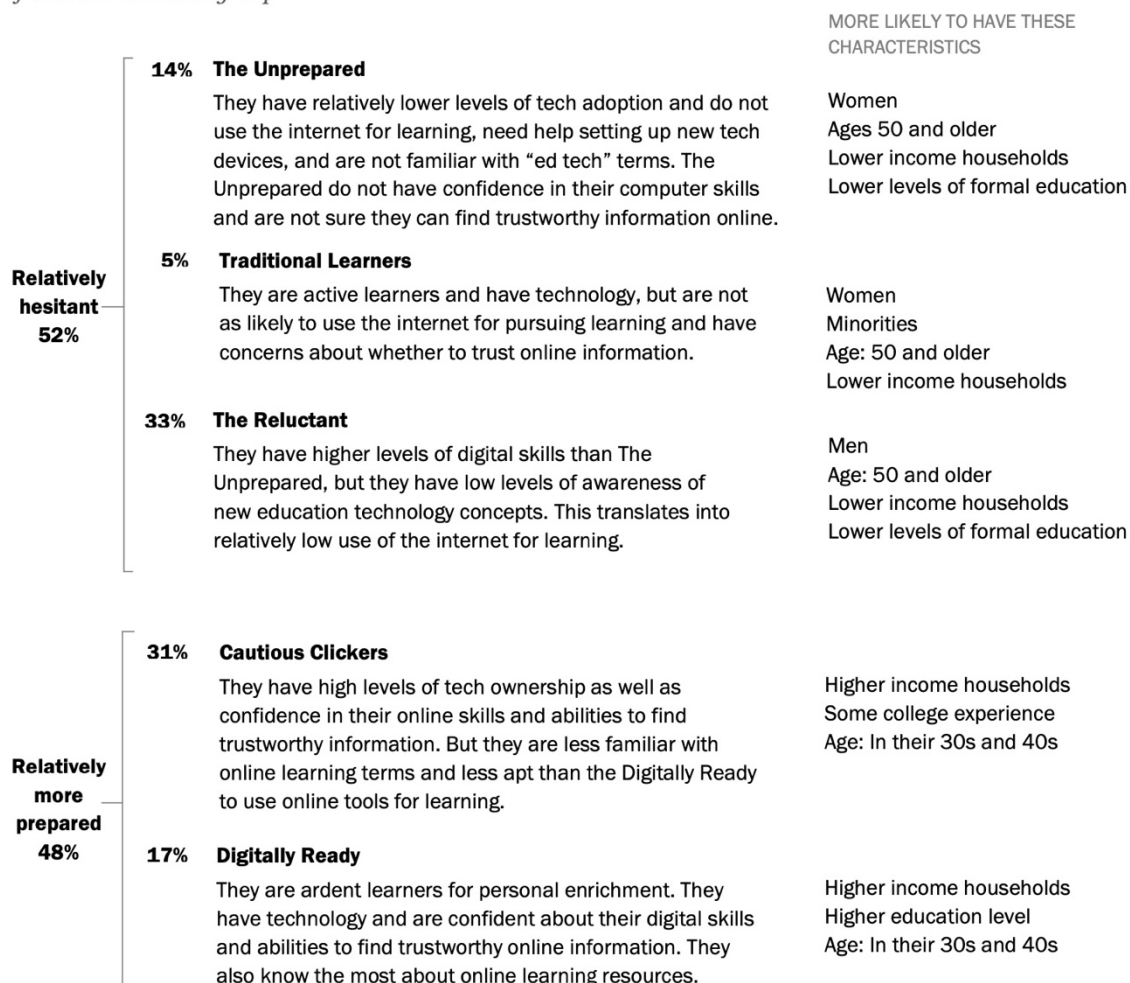 MORE LIKELY TO HAVE THESE
CHARACTERISTICS
14% The Unprepared
They have relatively lower levels of tech adoption and do not
use the internet for learning, need help setting up new tech
devices, and are not familiar with “ed tech” terms. The
Unprepared do not have confidence in their computer skills
and are not sure they can find trustworthy information online.
Women
Ages 50 and older
Lower income households
Lower levels of formal education
Relatively
hesitant
52%
5% Traditional Learners
They are active learners and have technology, but are not
as likely to use the internet for pursuing learning and have
concerns about whether to trust online information.
Women
Minorities
Age: 50 and older
Lower income households
33% The Reluctant
They have higher levels of digital skills than The
Unprepared, but they have low levels of awareness of
new education technology concepts. This translates into
relatively low use of the internet for learning.
Men
Age: 50 and older
Lower income households
Lower levels of formal education
31% Cautious Clickers
They have high levels of tech ownership as well as
confidence in their online skills and abilities to find
trustworthy information. But they are less familiar with
online learning terms and less apt than the Digitally Ready
to use online tools for learning.
Higher income households
Some college experience
Age: In their 30s and 40s
Relatively
more
prepared
48%
17% Digitally Ready
They are ardent learners for personal enrichment. They
have technology and are confident about their digital skills
and abilities to find trustworthy online information. They
also know the most about online learning resources.
Higher income households
Higher education level
Age: In their 30s and 40s